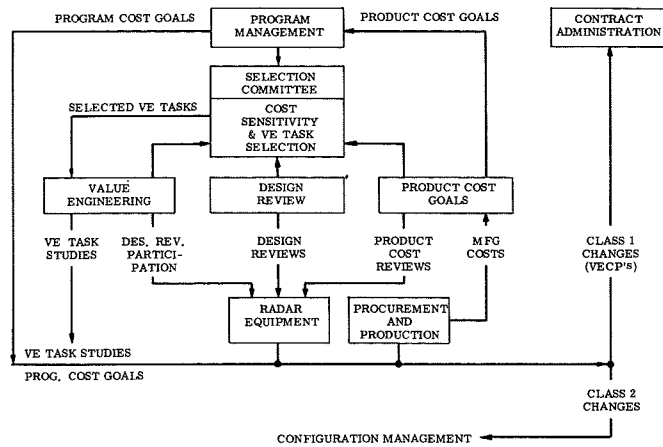 PROGRAM COST GOALS
PROGRAM
MANAGEMENT
PRODUCT COST GOALS
CONTRACT
ADMINISTRATION
SELECTION
COMMITTEE
SELECTED VE TASKS
COST
SENSITIVITY
& VE TASK
SELECTION
VALUE
ENGINEERING
DESIGN
REVIEW
PRODUCT COST
GOALS
VE TASK
STUDIES
DES. REV.
PARTICI-
PATION
DESIGN
REVIEWS
PRODUCT
COST
REVIEWS
MFG
COSTS
CLASS 1
CHANGES
(VECP'S)
RADAR
EQUIPMENT
PROCUREMENT
AND
PRODUCTION
VE TASK STUDIES
PROG. COST GOALS
CLASS 2
CHANGES
CONFIGURATION MANAGEMENT